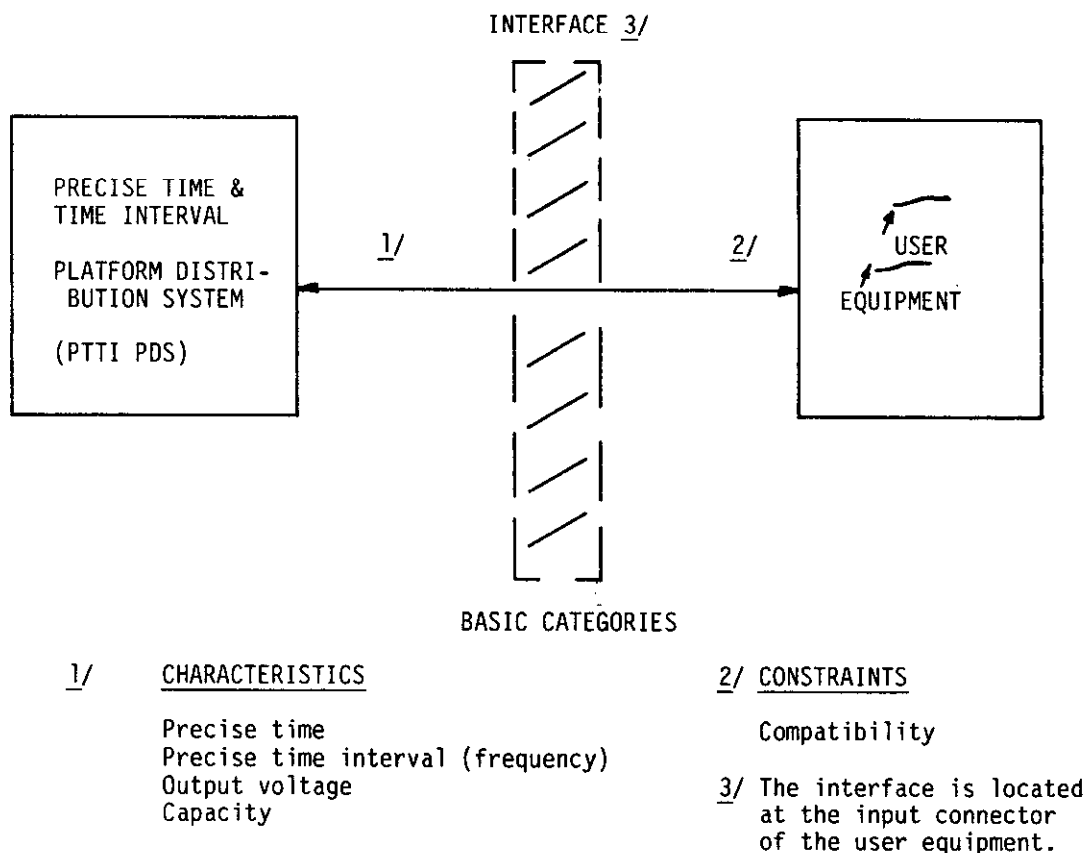 INTERFACE 3/
PRECISE TIME &
TIME INTERVAL
PLATFORM DISTRI-
BUTION SYSTEM
(PTTI PDS)
1/
2/
USER
EQUIPMENT
BASIC CATEGORIES
1/ CHARACTERISTICS
Precise time
Precise time interval (frequency)
Output voltage
Capacity
2/ CONSTRAINTS
Compatibility
3/ The interface is located
at the input connector
of the user equipment.